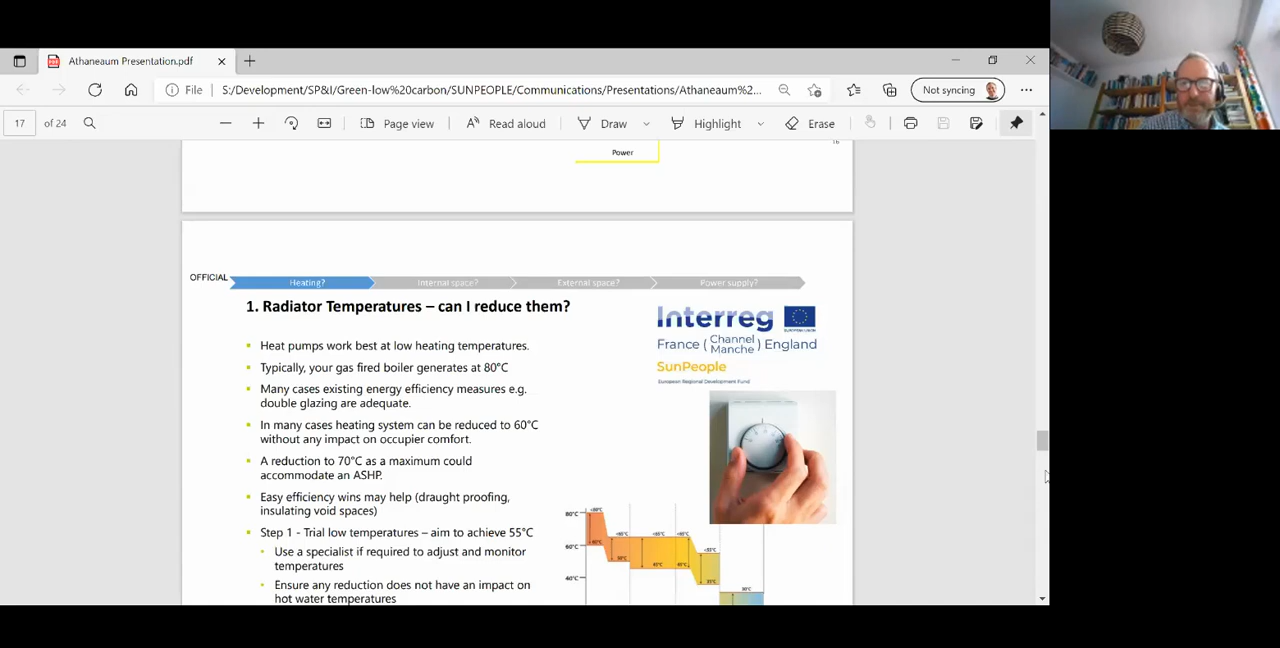 Athaneaum Presentation.pdf
File
S:/Development/SP&I/Green-low%20carbon/SUNPEOPLE/Communications/Presentations/Athaneaum%2...
Not syncing
17 of 24
Page view
Read aloud
Draw
Highlight
Erase
Power
16
OFFICIAL
Heating?
Internal space?
External space?
Power supply?
1. Radiator Temperatures – can I reduce them?
Heat pumps work best at low heating temperatures.
Typically, your gas fired boiler generates at 80°C
Many cases existing energy efficiency measures e.g.
double glazing are adequate.
In many cases heating system can be reduced to 60°C
without any impact on occupier comfort.
A reduction to 70°C as a maximum could
accommodate an ASHP.
Easy efficiency wins may help (draught proofing,
insulating void spaces)
Step 1 - Trial low temperatures – aim to achieve 55°C
Use a specialist if required to adjust and monitor
temperatures
Ensure any reduction does not have an impact on
hot water temperatures
Interreg
EUROPEAN UNION
France ( Channel Manche ) England
SunPeople
European Regional Development Fund
80°C
60°C
40°C